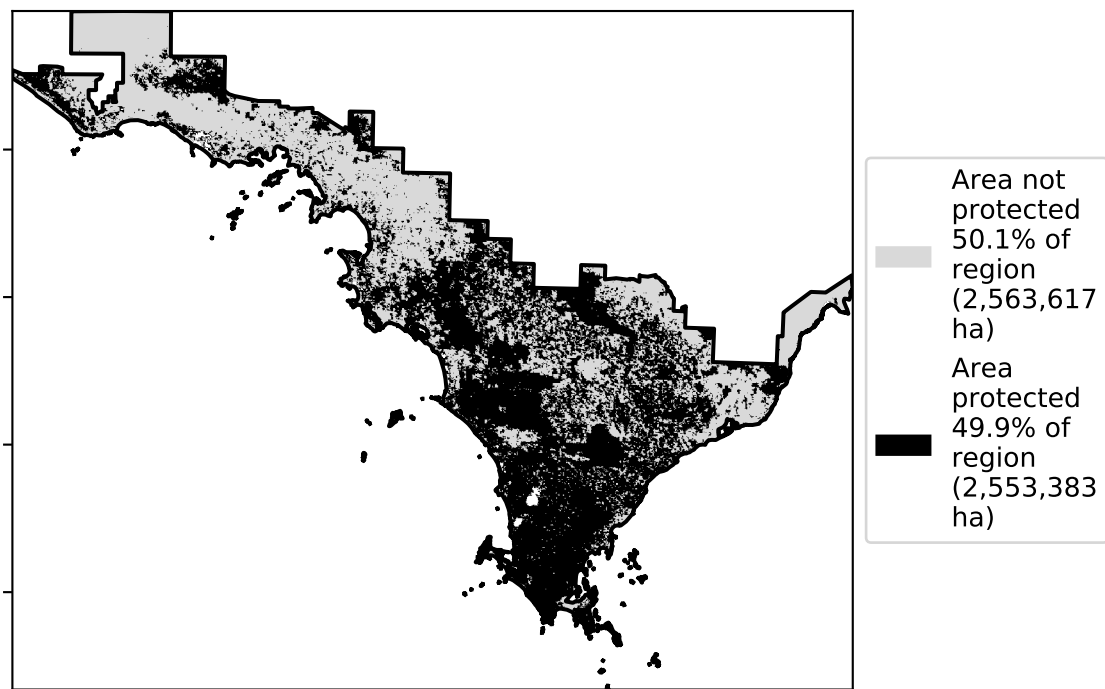 Area not
protected
50.1% of
region
(2,563,617
ha)
Area
protected
49.9% of
region
(2,553,383
ha)